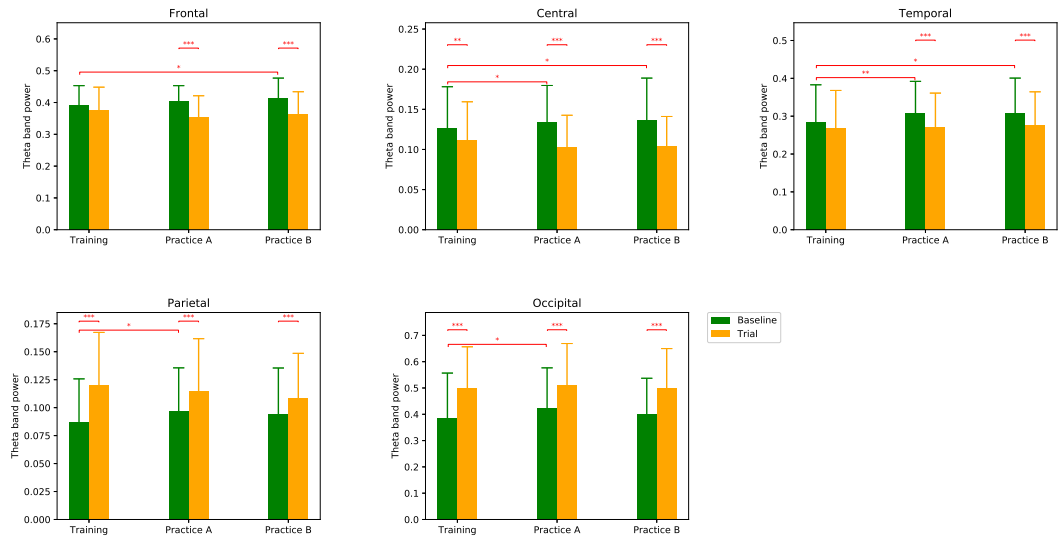 Frontal
Theta band power
0.6
0.5
0.4
0.3
0.2
0.1
0.0
***
***
*
Training
Practice A
Practice B
Central
Theta band power
0.25
0.20
0.15
0.10
0.05
0.00
**
***
***
*
*
Training
Practice A
Practice B
Temporal
Theta band power
0.5
0.4
0.3
0.2
0.1
0.0
***
***
*
**
Training
Practice A
Practice B
Parietal
Theta band power
0.175
0.150
0.125
0.100
0.075
0.050
0.025
0.000
***
***
***
*
Training
Practice A
Practice B
Occipital
Theta band power
0.7
0.6
0.5
0.4
0.3
0.2
0.1
0.0
***
***
***
*
Training
Practice A
Practice B
Baseline
Trial